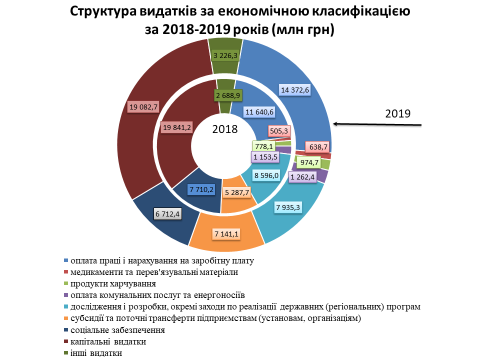 Структура видатків за економічною класифікацією
за 2018-2019 років (млн грн)
3 226,3
14 372,6
2 688,9
19 082,7
11 640,6
2019
19 841,2
2018
505,3
638,7
778,1
974,7
1 153,5
1 262,4
8 596,0
7 710,2
5 287,7
7 935,3
6 712,4
7 141,1
оплата праці і нарахування на заробітну плату
медикаменти та перев'язувальні матеріали
продукти харчування
оплата комунальних послуг та енергоносіїв
дослідження і розробки, окремі заходи по реалізації державних (регіональних) програм
субсидії та поточні трансферти підприємствам (установам, організаціям)
соціальне забезпечення
капітальні видатки
інші видатки